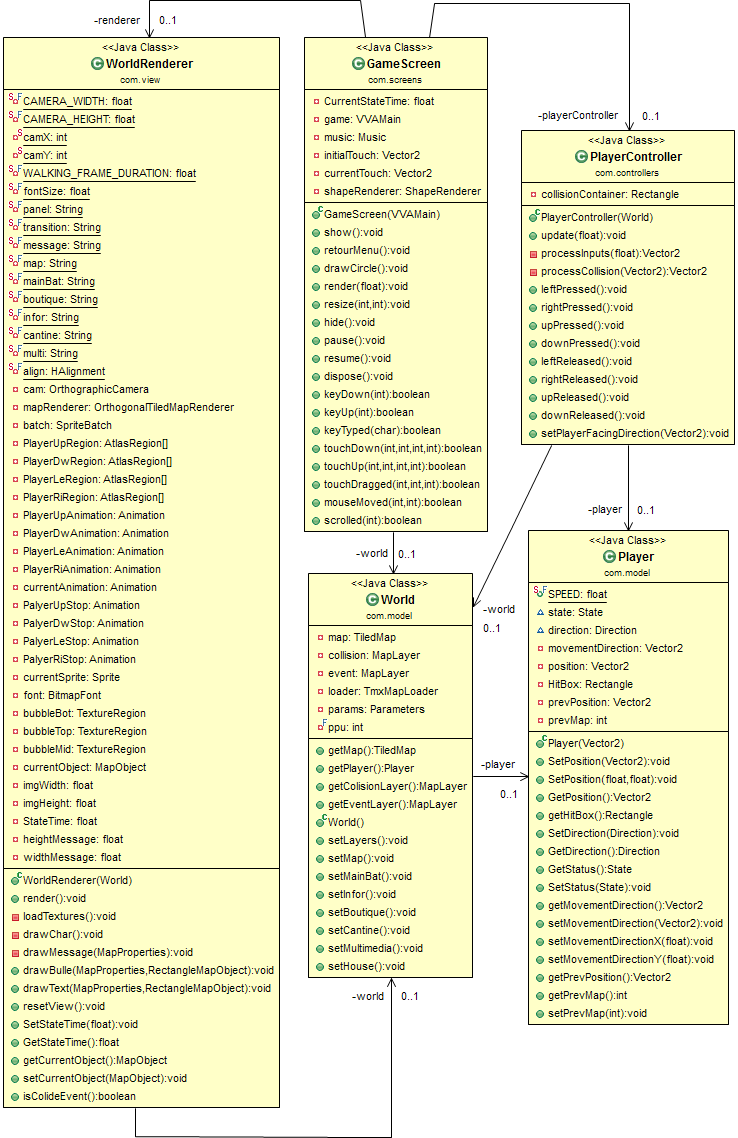 -renderer
0..1
<<Java Class>>
WorldRenderer
com.view
CAMERA_WIDTH: float
CAMERA_HEIGHT: float
camX: int
camY: int
WALKING_FRAME_DURATION: float
fontSize: float
panel: String
transition: String
message: String
map: String
mainBat: String
boutique: String
infor: String
cantine: String
multi: String
align: HAlignment
cam: OrthographicCamera
mapRenderer: OrthogonalTiledMapRenderer
batch: SpriteBatch
PlayerUpRegion: AtlasRegion[]
PlayerDwRegion: AtlasRegion[]
PlayerLeRegion: AtlasRegion[]
PlayerRiRegion: AtlasRegion[]
PlayerUpAnimation: Animation
PlayerDwAnimation: Animation
PlayerLeAnimation: Animation
PlayerRiAnimation: Animation
currentAnimation: Animation
PalyerUpStop: Animation
PalyerDwStop: Animation
PalyerLeStop: Animation
PalyerRiStop: Animation
currentSprite: Sprite
font: BitmapFont
bubbleBot: TextureRegion
bubbleTop: TextureRegion
bubbleMid: TextureRegion
currentObject: MapObject
imgWidth: float
imgHeight: float
StateTime: float
heightMessage: float
widthMessage: float
WorldRenderer(World)
render():void
loadTextures():void
drawChar():void
drawMessage(MapProperties):void
drawBulle(MapProperties,RectangleMapObject):void
drawText(MapProperties,RectangleMapObject):void
resetView():void
SetStateTime(float):void
GetStateTime():float
getCurrentObject():MapObject
setCurrentObject(MapObject):void
isColideEvent():boolean
<<Java Class>>
GameScreen
com.screens
CurrentStateTime: float
game: VVAMain
music: Music
initialTouch: Vector2
currentTouch: Vector2
shapeRenderer: ShapeRenderer
GameScreen(VVAMain)
show():void
retourMenu():void
drawCircle():void
render(float):void
resize(int,int):void
hide():void
pause():void
resume():void
dispose():void
keyDown(int):boolean
keyUp(int):boolean
keyTyped(char):boolean
touchDown(int,int,int,int):boolean
touchUp(int,int,int,int):boolean
touchDragged(int,int,int):boolean
mouseMoved(int,int):boolean
scrolled(int):boolean
-playerController
0..1
<<Java Class>>
PlayerController
com.controllers
collisionContainer: Rectangle
PlayerController(World)
update(float):void
processInputs(float):Vector2
processCollision(Vector2):Vector2
leftPressed():void
rightPressed():void
upPressed():void
downPressed():void
leftReleased():void
rightReleased():void
upReleased():void
downReleased():void
setPlayerFacingDirection(Vector2):void
-world
0..1
<<Java Class>>
World
com.model
map: TiledMap
collision: MapLayer
event: MapLayer
loader: TmxMapLoader
params: Parameters
ppu: int
getMap():TiledMap
getPlayer():Player
getColisionLayer():MapLayer
getEventLayer():MapLayer
World()
setLayers():void
setMap():void
setMainBat():void
setInfor():void
setBoutique():void
setCantine():void
setMultimedia():void
setHouse():void
-world
0..1
-world
0..1
-player
0..1
-player
0..1
<<Java Class>>
Player
com.model
SPEED: float
state: State
direction: Direction
movementDirection: Vector2
position: Vector2
HitBox: Rectangle
prevPosition: Vector2
prevMap: int
Player(Vector2)
SetPosition(Vector2):void
SetPosition(float,float):void
GetPosition():Vector2
getHitBox():Rectangle
SetDirection(Direction):void
GetDirection():Direction
GetStatus():State
SetStatus(State):void
getMovementDirection():Vector2
setMovementDirection(Vector2):void
setMovementDirectionX(float):void
setMovementDirectionY(float):void
getPrevPosition():Vector2
getPrevMap():int
setPrevMap(int):void